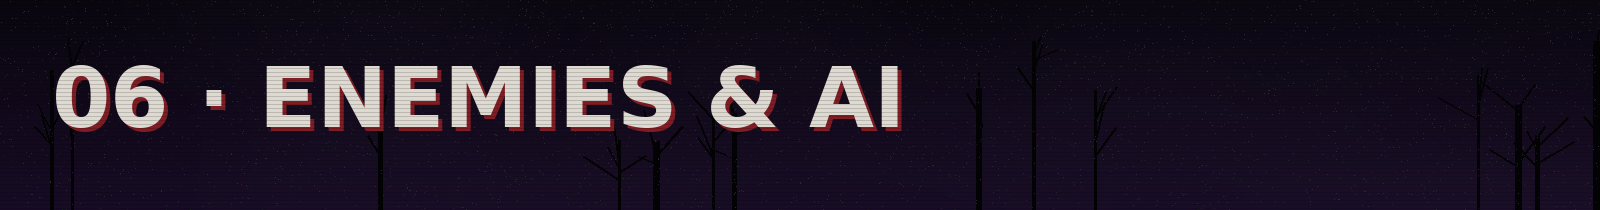 06 · ENEMIES & AI